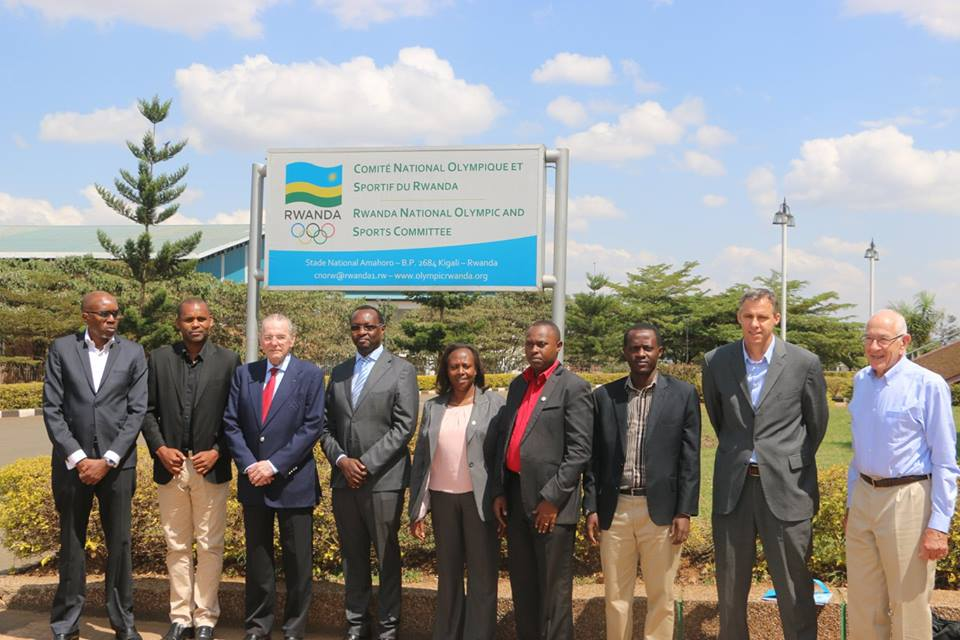 COMITÉ NATIONAL OLYMPIQUE ET
SPORTIF DU RWANDA
RWANDA
RWANDA NATIONAL OLYMPIC AND
SPORTS COMMITTEE
Stade National Amahoro – B.P. 2684 Kigali – Rwanda
cnorw@rwanda1.rw – www.olympicrwanda.org